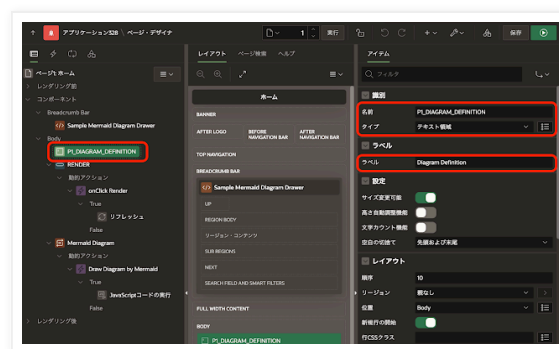 アプリケーション328 \ ページ・デザイナ
1
実行
保存
レイアウト ページ検索 ヘルプ
アイテム
ページ1: ホーム
レンダリング前
コンポーネント
Breadcrumb Bar
Sample Mermaid Diagram Drawer
Body
P1_DIAGRAM_DEFINITION
RENDER
動的アクション
onClick Render
True
リフレッシュ
False
Mermaid Diagram
動的アクション
Draw Diagram by Mermaid
True
JavaScriptコードの実行
False
レンダリング後
ホーム
BANNER
AFTER LOGO
BEFORE NAVIGATION BAR
AFTER NAVIGATION BAR
TOP NAVIGATION
BREADCRUMB BAR
Sample Mermaid Diagram Drawer
UP
REGION BODY
リージョン・コンテンツ
SUB REGIONS
NEXT
SEARCH FIELD AND SMART FILTERS
FULL WIDTH CONTENT
BODY
P1_DIAGRAM_DEFINITION
フィルタ
識別
名前 P1_DIAGRAM_DEFINITION
タイプ テキスト領域
ラベル
ラベル Diagram Definition
設定
サイズ変更可能
高さ自動調整機能
文字カウント機能
空白の切捨て 先頭および末尾
レイアウト
順序 10
リージョン 親なし
位置 Body
新規行の開始
行CSSクラス